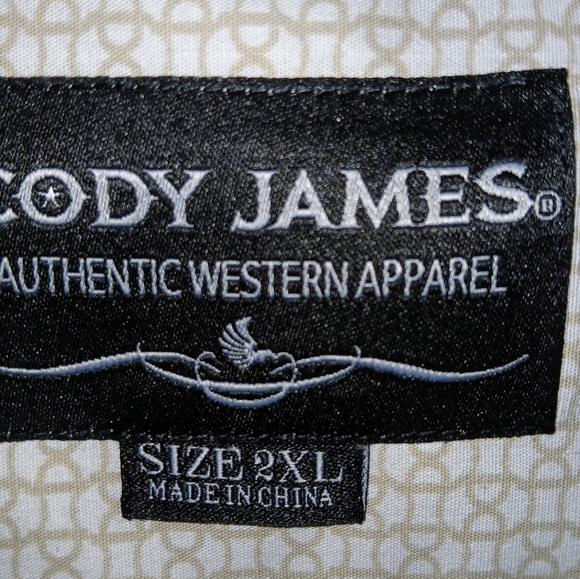 CODY JAMES®
AUTHENTIC WESTERN APPAREL
SIZE 2XL
MADE IN CHINA